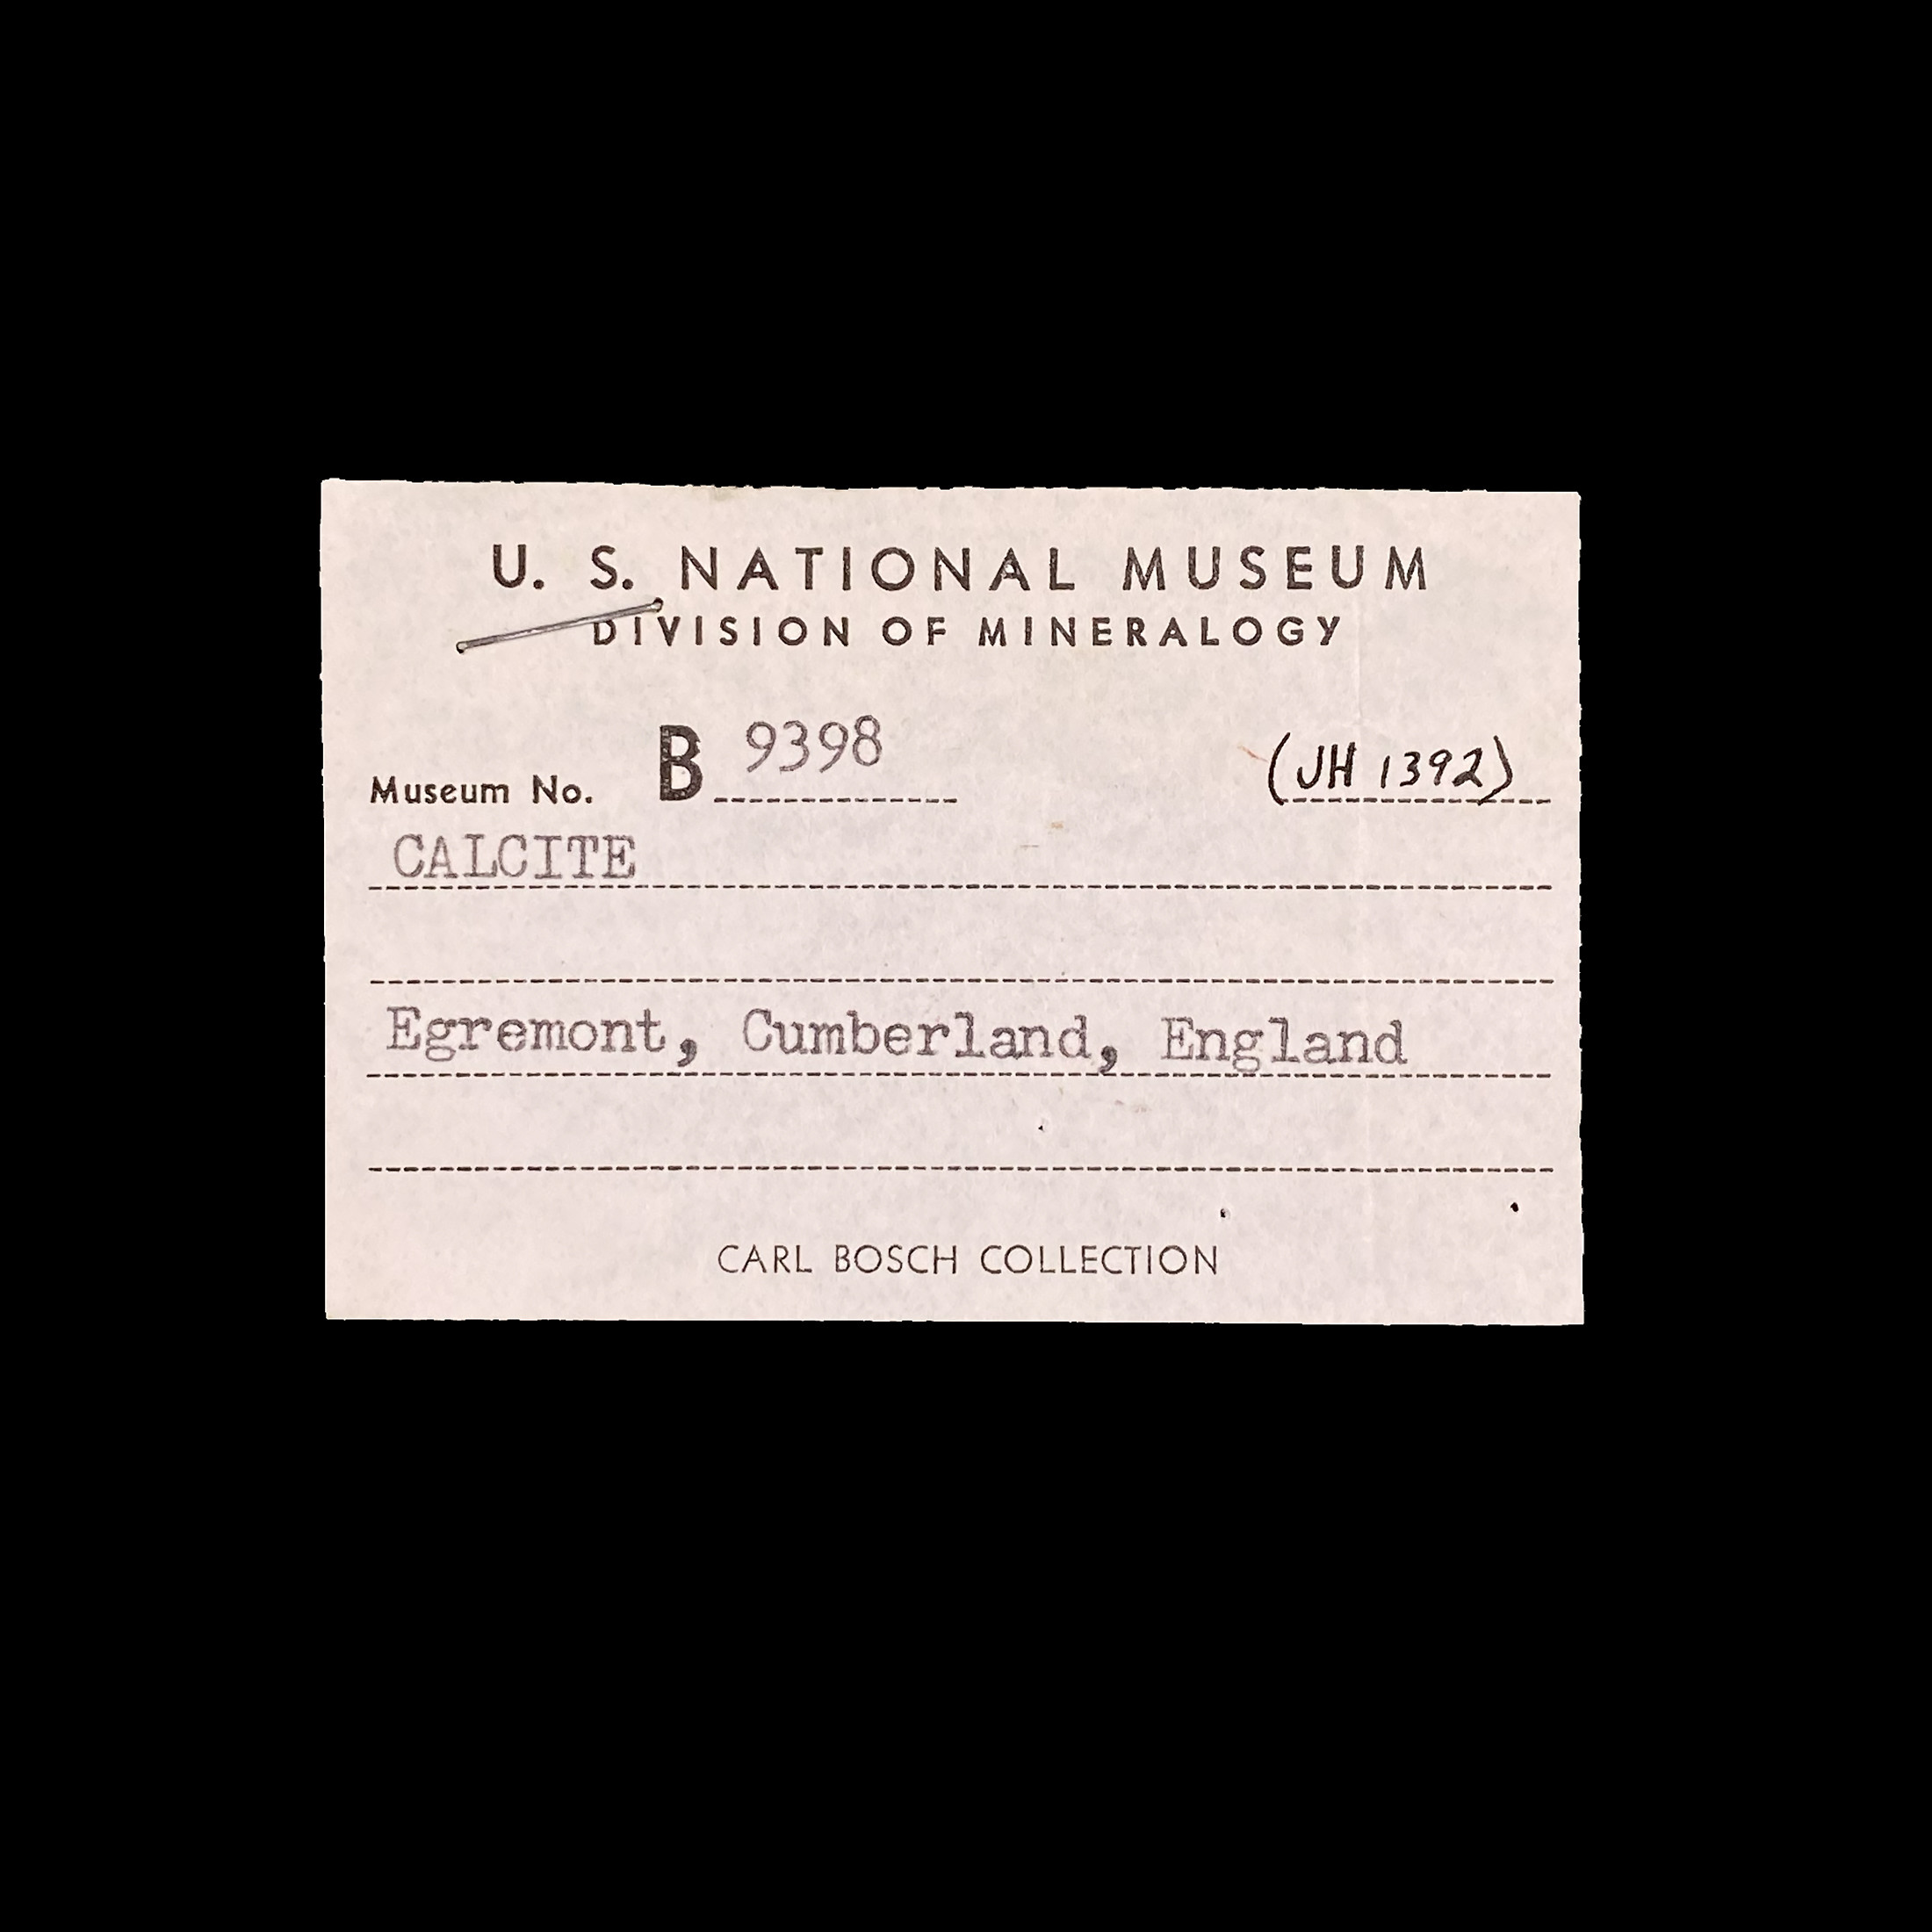 U. S. NATIONAL MUSEUM
DIVISION OF MINERALOGY
Museum No. B 9398 (JH 1392)
CALCITE
Egremont, Cumberland, England
CARL BOSCH COLLECTION